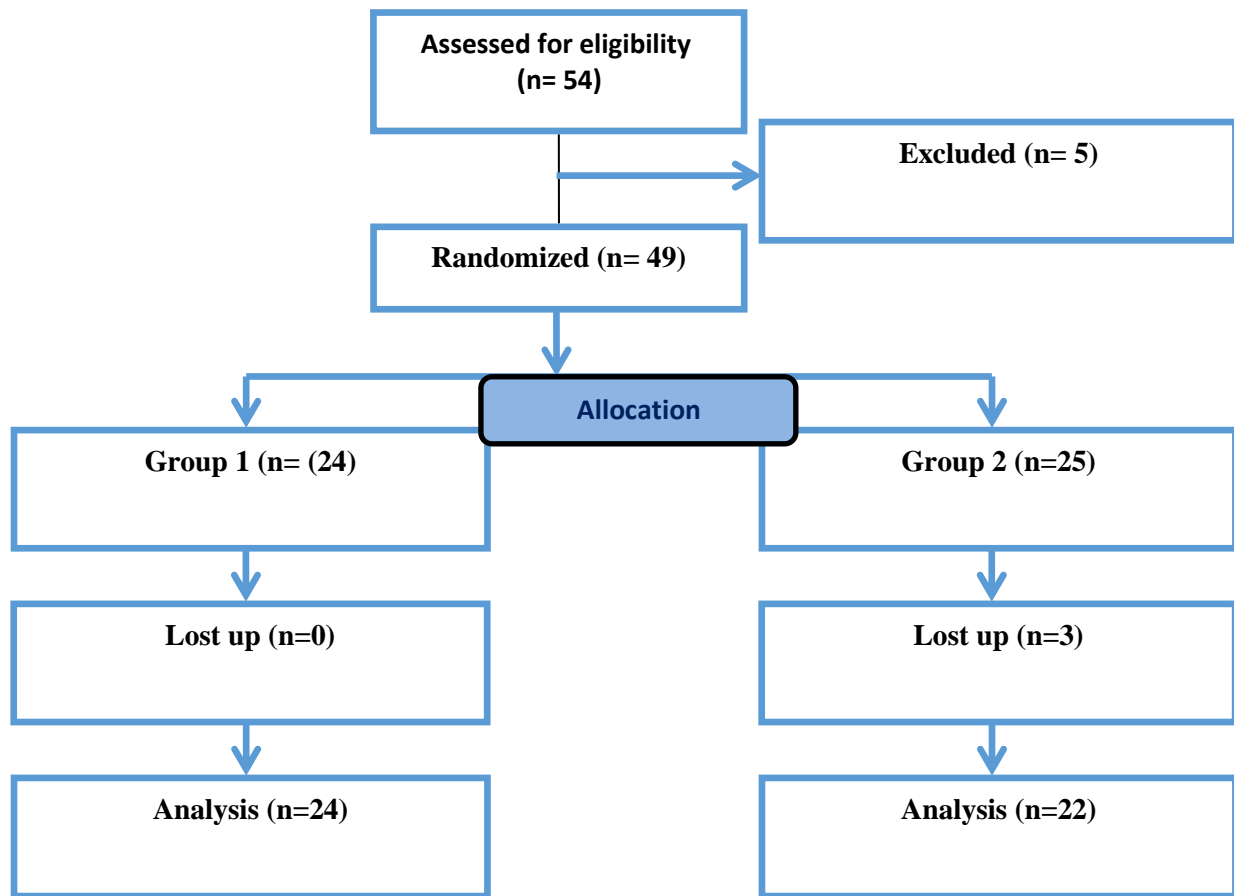 Assessed for eligibility
(n= 54)
Excluded (n= 5)
Randomized (n= 49)
Allocation
Group 1 (n= (24)
Group 2 (n=25)
Lost up (n=0)
Lost up (n=3)
Analysis (n=24)
Analysis (n=22)